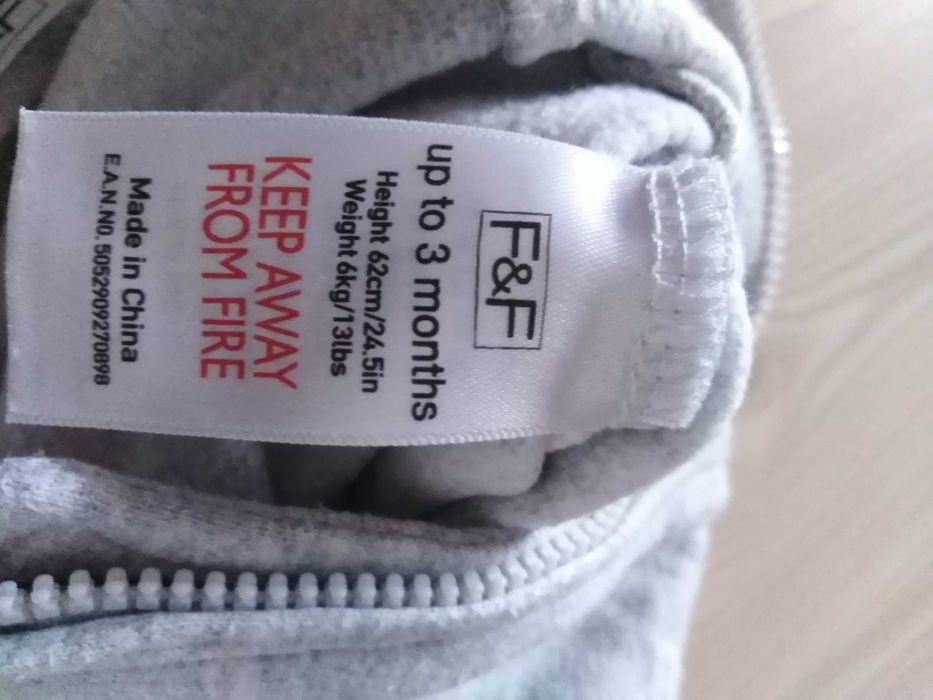 F&F
up to 3 months
Height 62cm/24.5in
Weight 6kg/13lbs
KEEP AWAY
FROM FIRE
Made in China
E.A.N.NO. 5052909270898